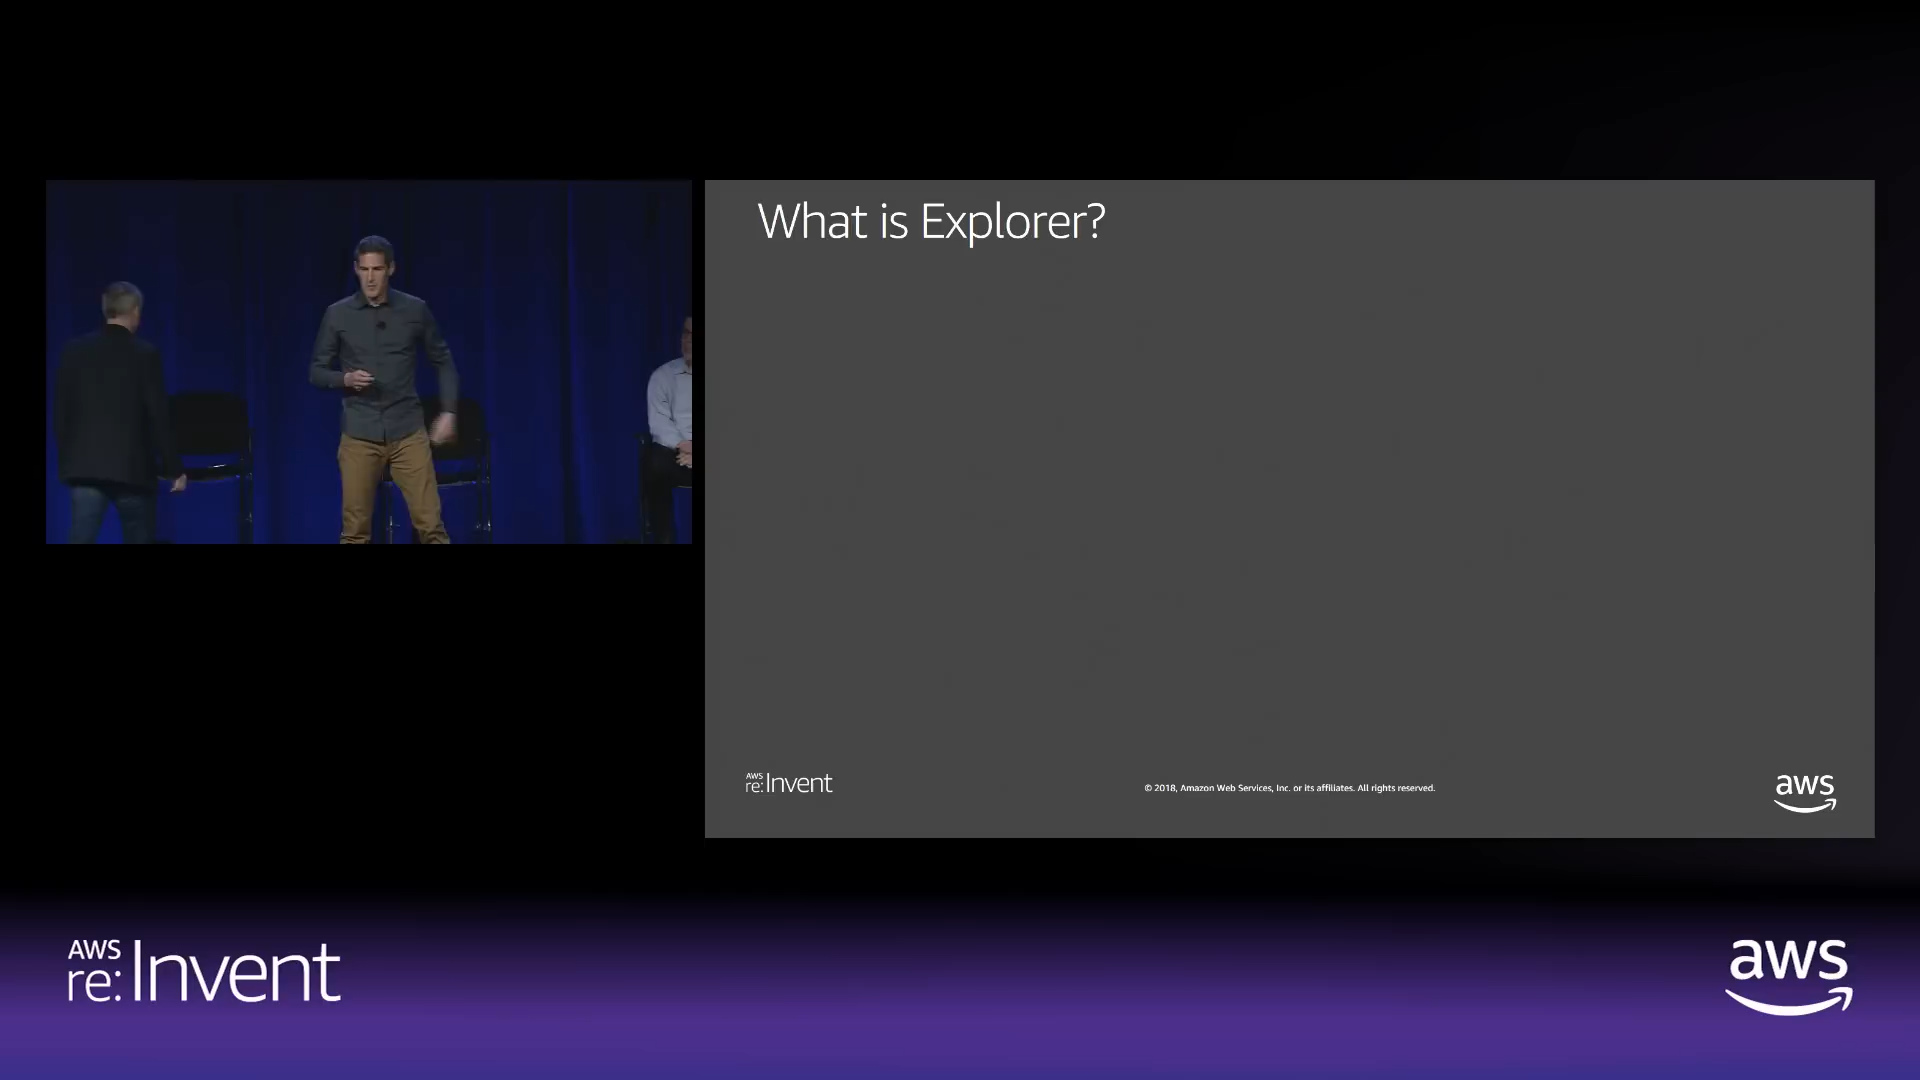 What is Explorer?
AWS
re:Invent
© 2018, Amazon Web Services, Inc. or its affiliates. All rights reserved.
aws
AWS
re:Invent
aws